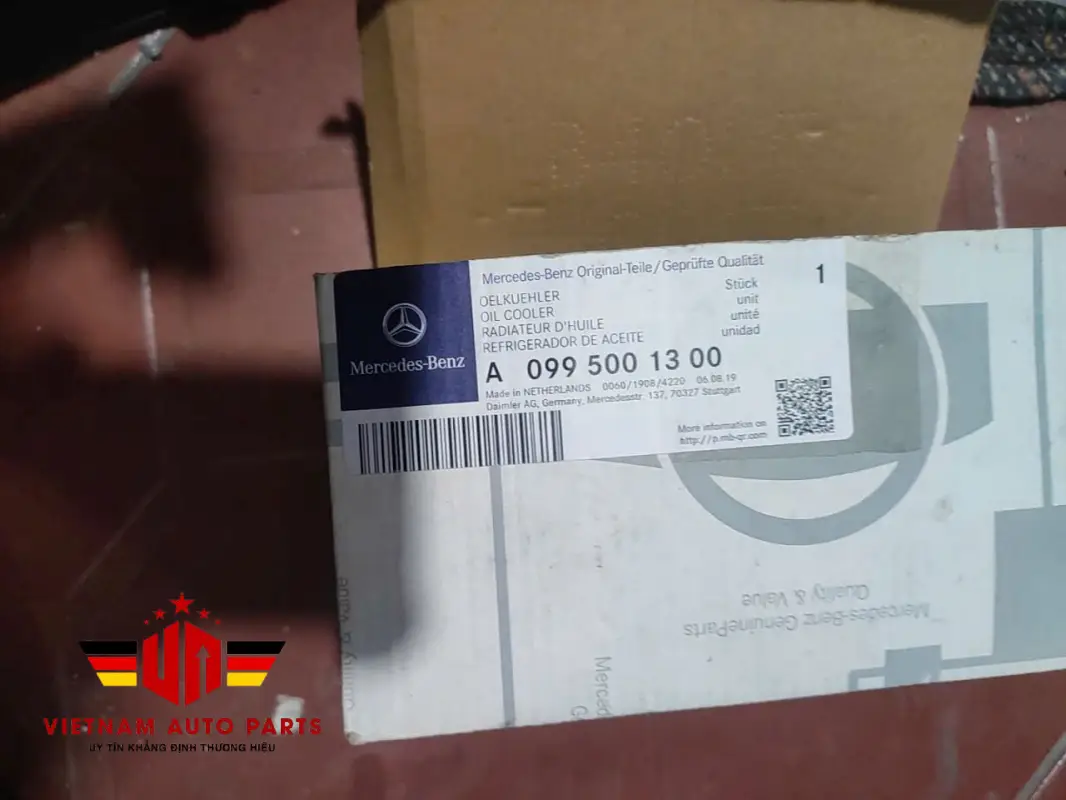 Mercedes-Benz
Mercedes-Benz Original-Teile/Geprüfte Qualität
1
OELKUEHLER
OIL COOLER
RADIATEUR D'HUILE
REFRIGERADOR DE ACEITE
Stück
unit
unité
unidad
A 099 500 13 00
Made in NETHERLANDS 0060/1908/4220 06.08.19
Daimler AG, Germany, Mercedesstr. 137, 70327 Stuttgart
More information on
http://p.mb-qr.com
Mercedes-Benz GenuineParts
Quality & Value
Merced
VIETNAM AUTO PARTS
UY TÍN KHẲNG ĐỊNH THƯƠNG HIỆU